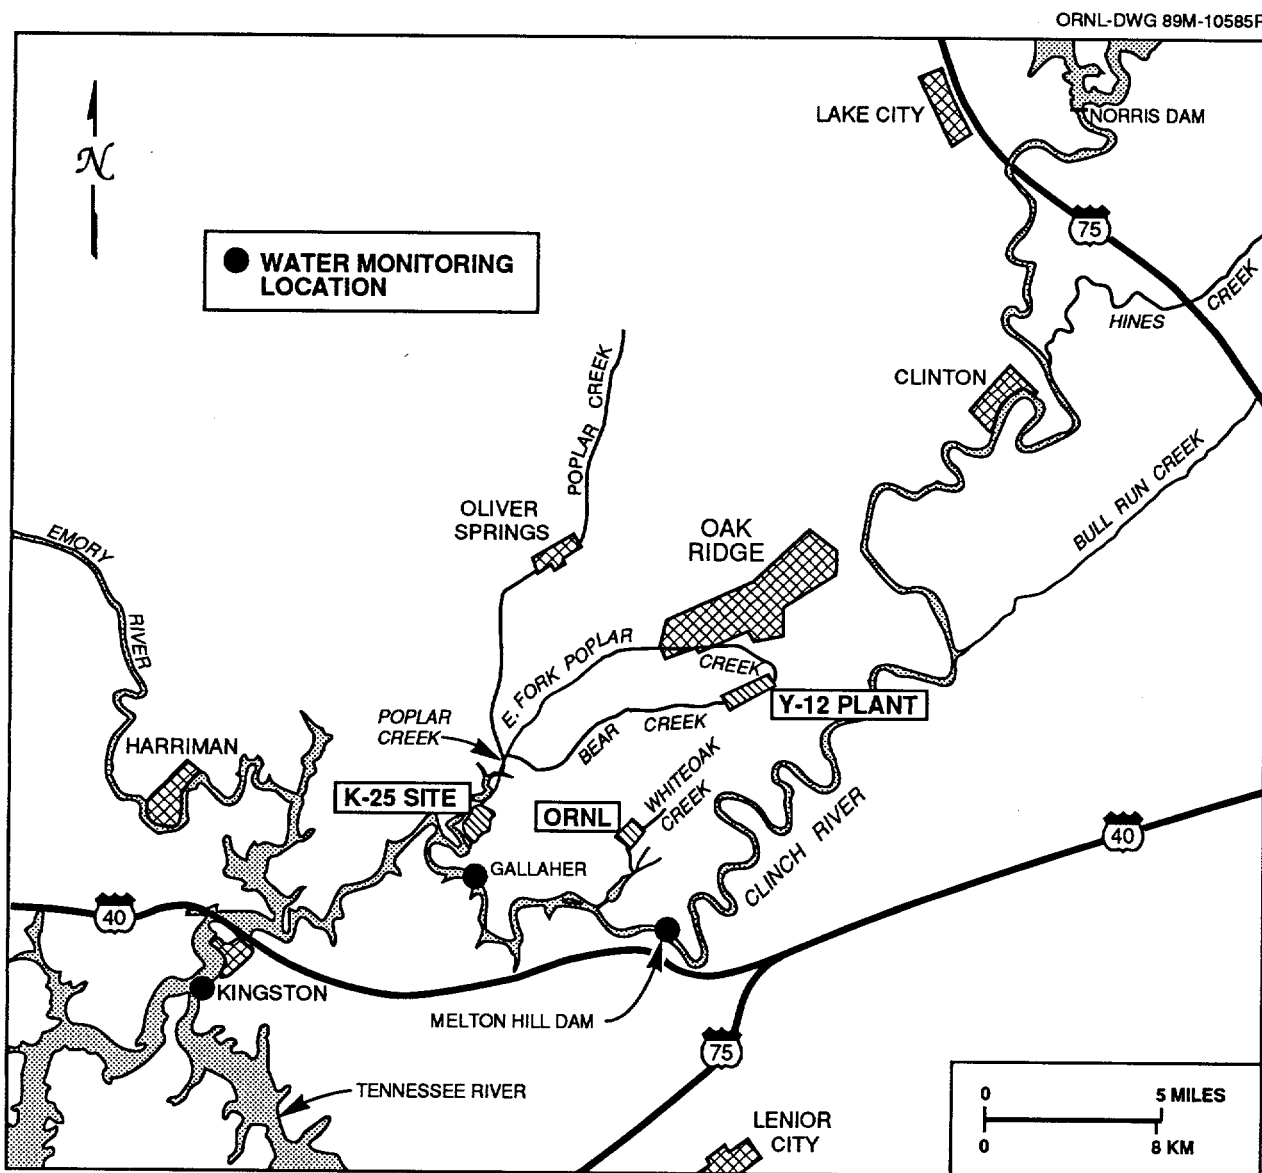 ORNL-DWG 89M-10585R
LAKE CITY
NORRIS DAM
N
75
WATER MONITORING
LOCATION
HINES
CREEK
CLINTON
POPLAR CREEK
BULL RUN CREEK
OLIVER
SPRINGS
OAK
RIDGE
EMORY
RIVER
E. FORK POPLAR
CREEK
Y-12 PLANT
POPLAR
CREEK
BEAR
CREEK
HARRIMAN
K-25 SITE
ORNL
WHITEOAK
CREEK
CLINCH RIVER
40
GALLAHER
40
KINGSTON
MELTON HILL DAM
75
TENNESSEE RIVER
LENIOR
CITY
0
5 MILES
0
8 KM